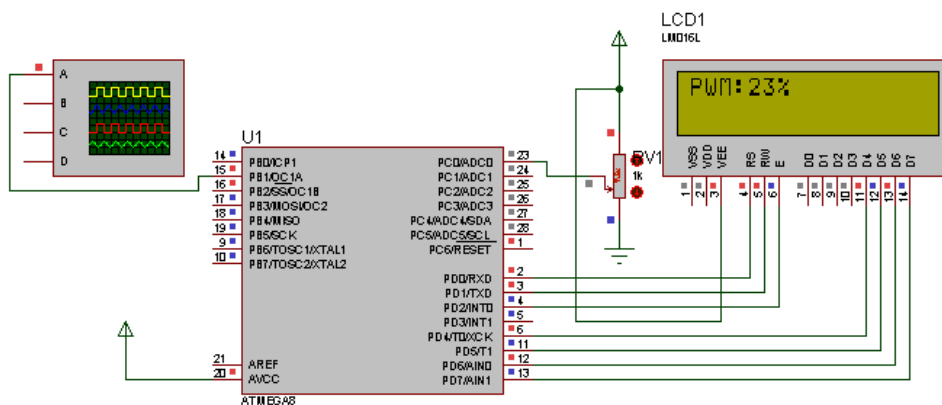 LCD1
LM016L
PWM:23%
VSS VDD VEE RS RW E D0 D1 D2 D3 D4 D5 D6 D7
1 2 3 4 5 6 7 8 9 10 11 12 13 14
A
B
C
D
U1
14 PB0/ICP1 PC0/ADC0 23
15 PB1/OC1A PC1/ADC1 24
16 PB2/SS/OC1B PC2/ADC2 25
17 PB3/MOSI/OC2 PC3/ADC3 26
18 PB4/MISO PC4/ADC4/SDA 27
19 PB5/SCK PC5/ADC5/SCL 28
9 PB6/TOSC1/XTAL1 PC6/RESET 1
10 PB7/TOSC2/XTAL2
PD0/RXD 2
PD1/TXD 3
PD2/INT0 4
PD3/INT1 5
PD4/T0/XCK 6
PD5/T1 11
21 AREF PD6/AIN0 12
20 AVCC PD7/AIN1 13
ATMEGA8
RV1
1k